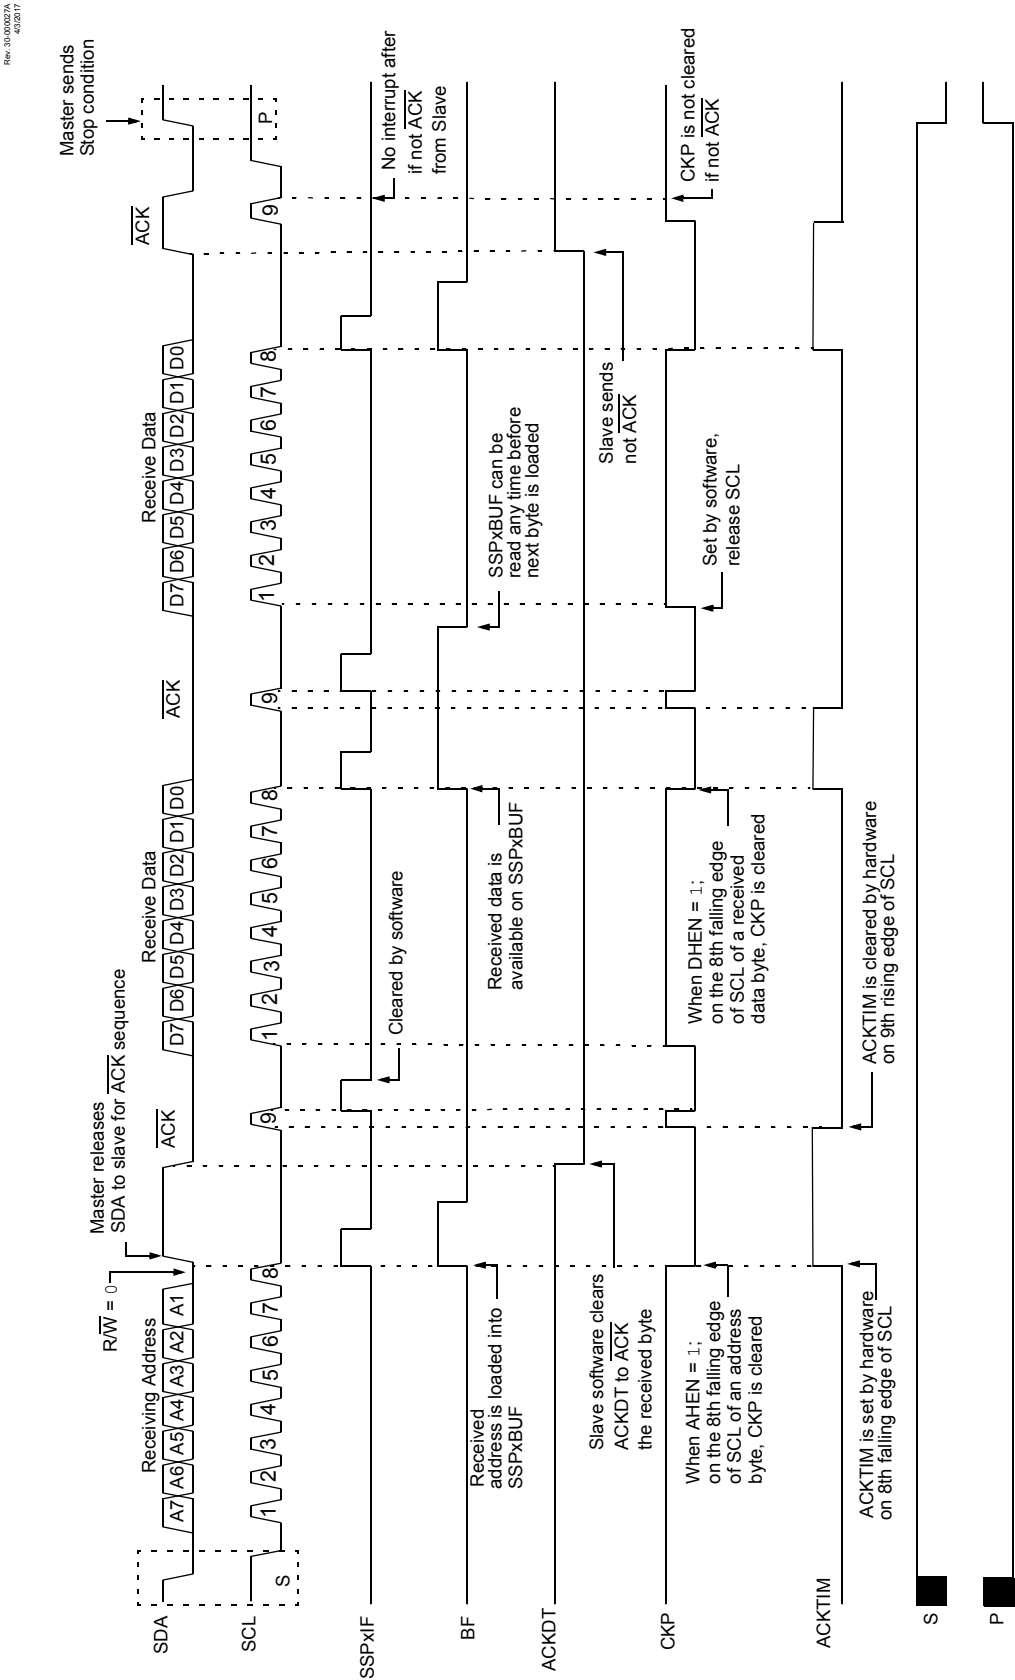 Rev. 30-000027A
4/3/2017
Master sends
Stop condition
Master releases
SDA to slave for ACK sequence
R/W = 0
Receiving Address
Receive Data
Receive Data
ACK
ACK
ACK
SDA
A7 A6 A5 A4 A3 A2 A1
D7 D6 D5 D4 D3 D2 D1 D0
D7 D6 D5 D4 D3 D2 D1 D0
SCL
S
1 2 3 4 5 6 7 8 9
1 2 3 4 5 6 7 8 9
1 2 3 4 5 6 7 8 9
P
SSPxIF
Cleared by software
No interrupt after
if not ACK
from Slave
BF
Received
address is loaded into
SSPxBUF
Received data is
available on SSPxBUF
SSPxBUF can be
read any time before
next byte is loaded
ACKDT
Slave software clears
ACKDT to ACK
the received byte
Slave sends
not ACK
CKP
When AHEN = 1;
on the 8th falling edge
of SCL of an address
byte, CKP is cleared
When DHEN = 1;
on the 8th falling edge
of SCL of a received
data byte, CKP is cleared
Set by software,
release SCL
CKP is not cleared
if not ACK
ACKTIM
ACKTIM is set by hardware
on 8th falling edge of SCL
ACKTIM is cleared by hardware
on 9th rising edge of SCL
S
P